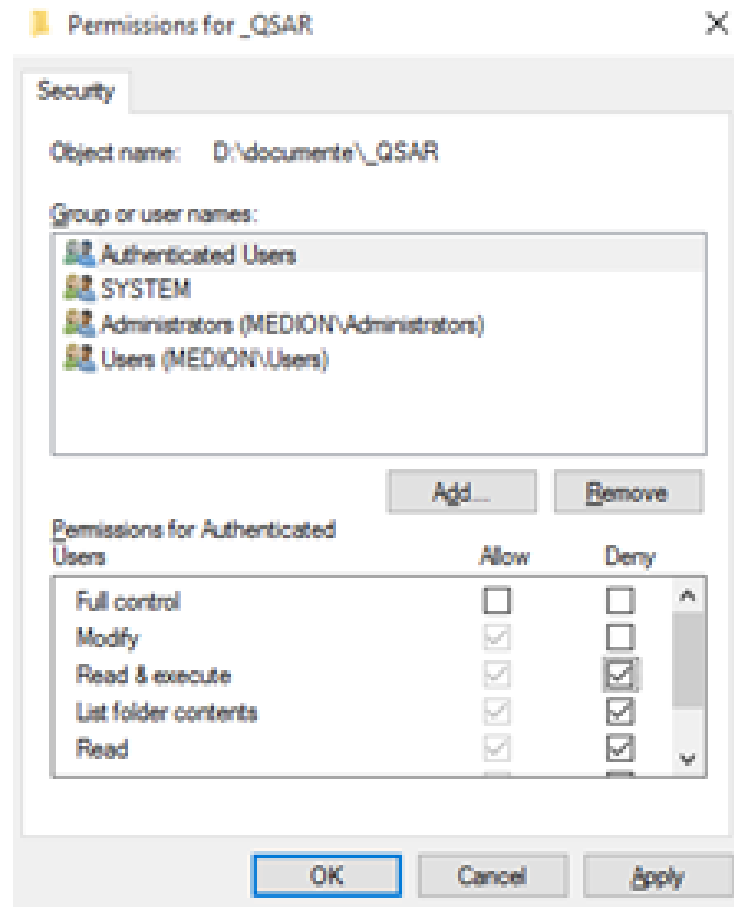 Permissions for _QSAR
Security
Object name: D:\documente\_QSAR
Group or user names:
Authenticated Users
SYSTEM
Administrators (MEDION\Administrators)
Users (MEDION\Users)
Add... Remove
Permissions for Authenticated
Users Allow Deny
Full control
Modify
Read & execute
List folder contents
Read
OK Cancel Apply